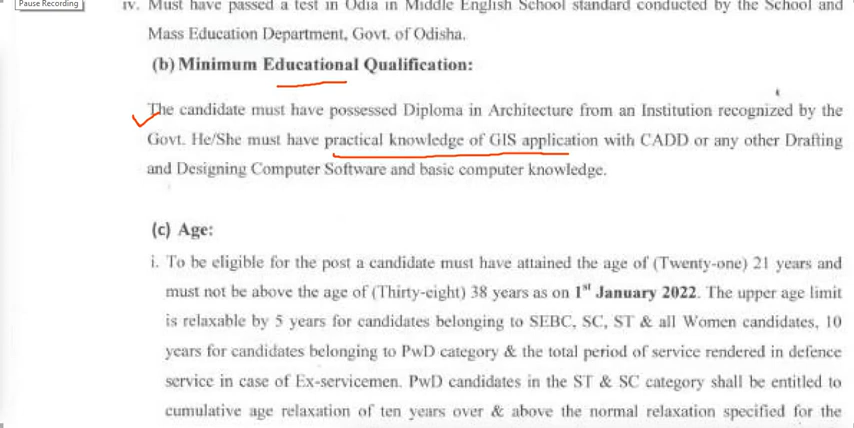 Pause Recording
iv. Must have passed a test in Odia in Middle English School standard conducted by the School and
Mass Education Department, Govt. of Odisha.
(b) Minimum Educational Qualification:
The candidate must have possessed Diploma in Architecture from an Institution recognized by the
Govt. He/She must have practical knowledge of GIS application with CADD or any other Drafting
and Designing Computer Software and basic computer knowledge.
(c) Age:
i. To be eligible for the post a candidate must have attained the age of (Twenty-one) 21 years and
must not be above the age of (Thirty-eight) 38 years as on 1st January 2022. The upper age limit
is relaxable by 5 years for candidates belonging to SEBC, SC, ST & all Women candidates, 10
years for candidates belonging to PwD category & the total period of service rendered in defence
service in case of Ex-servicemen. PwD candidates in the ST & SC category shall be entitled to
cumulative age relaxation of ten years over & above the normal relaxation specified for the